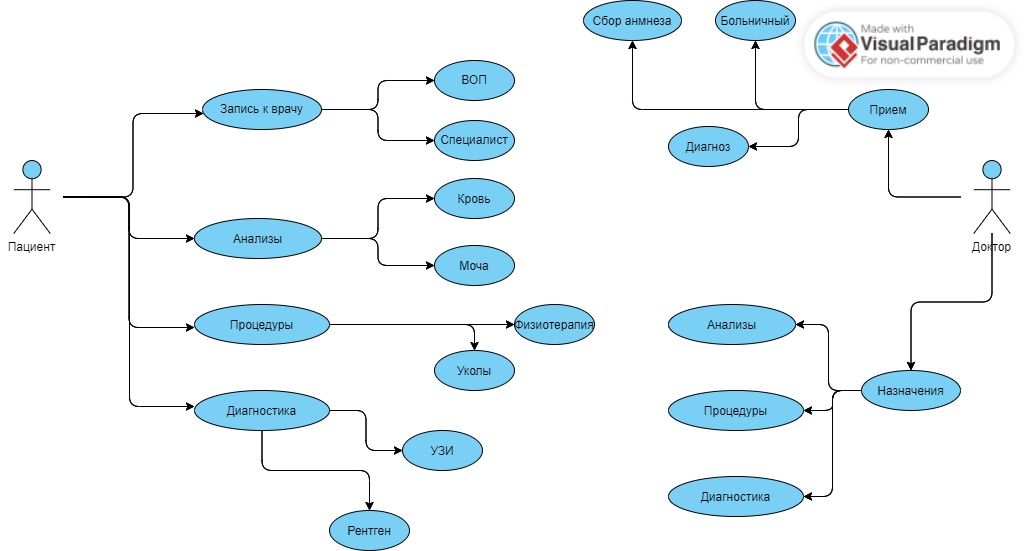 Сбор анмнеза
Больничный
Made with
Visual Paradigm
For non-commercial use
ВОП
Запись к врачу
Прием
Специалист
Диагноз
Кровь
Пациент
Анализы
Доктор
Моча
Процедуры
Физиотерапия
Анализы
Уколы
Назначения
Диагностика
Процедуры
УЗИ
Диагностика
Рентген